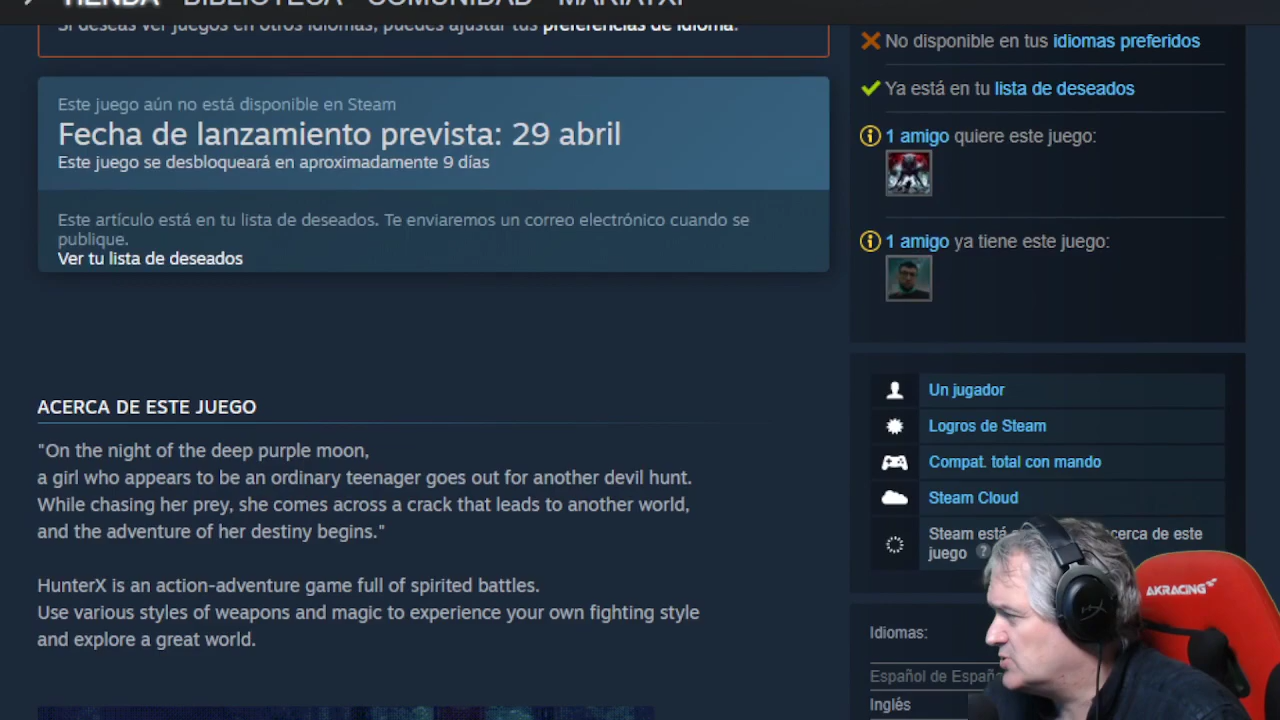 TIENDA BIBLIOTECA COMUNIDAD MARIATXI
Si deseas ver juegos en otros idiomas, puedes ajustar tus preferencias de idioma.
Este juego aún no está disponible en Steam
Fecha de lanzamiento prevista: 29 abril
Este juego se desbloqueará en aproximadamente 9 días
Este artículo está en tu lista de deseados. Te enviaremos un correo electrónico cuando se
publique.
Ver tu lista de deseados
ACERCA DE ESTE JUEGO
"On the night of the deep purple moon,
a girl who appears to be an ordinary teenager goes out for another devil hunt.
While chasing her prey, she comes across a crack that leads to another world,
and the adventure of her destiny begins."
HunterX is an action-adventure game full of spirited battles.
Use various styles of weapons and magic to experience your own fighting style
and explore a great world.
No disponible en tus idiomas preferidos
Ya está en tu lista de deseados
1 amigo quiere este juego:
1 amigo ya tiene este juego:
Un jugador
Logros de Steam
Compat. total con mando
Steam Cloud
Steam está acerca de este
juego ?
Idiomas:
Español de España
Inglés
AKRACING